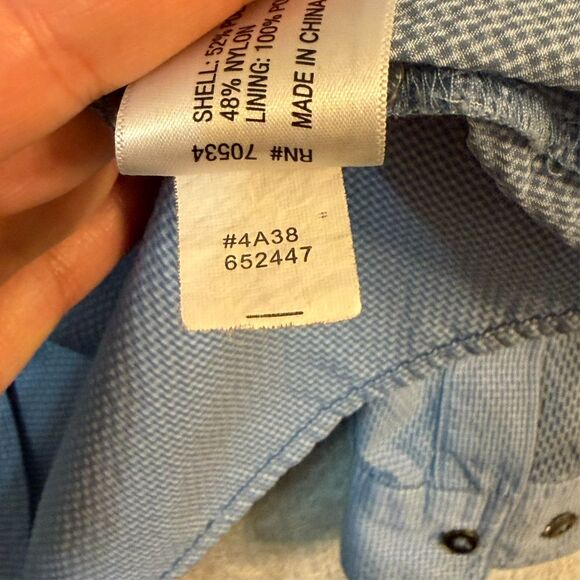 SHELL: 52%
48% NYLON
LINING: 100%
MADE IN CHINA
RN# 70534
#4A38
652447